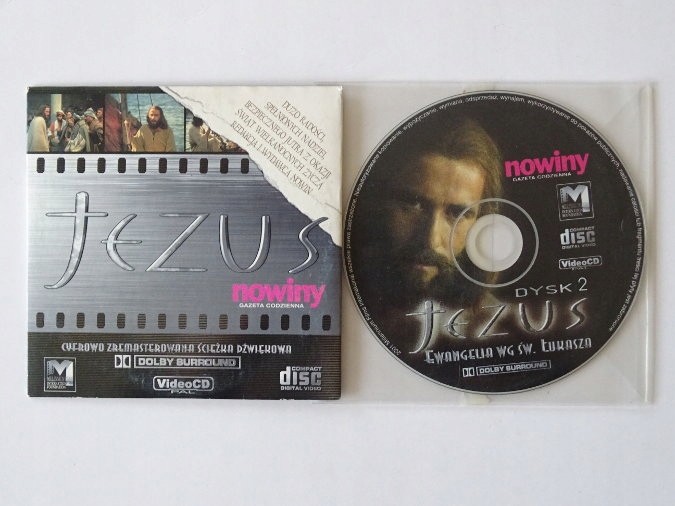 DUŻO RADOŚCI,
SPEŁNIONYCH NADZIEI,
BEZPIECZNEGO JUTRA Z OKAZJI
ŚWIĄT WIELKANOCNYCH ŻYCZĄ
REDAKCJA I WYDAWCA NOWIN
JEZUS
nowiny
GAZETA CODZIENNA
CYFROWO ZREMASTEROWANA ŚCIEŻKA DŹWIĘKOWA
DOLBY SURROUND
M
VideoCD
PAL
COMPACT
disc
DIGITAL VIDEO
nowiny
GAZETA CODZIENNA
M
COMPACT
disc
DIGITAL VIDEO
VideoCD
PAL
DYSK 2
JEZUS
EWANGELIA WG ŚW. ŁUKASZA
DOLBY SURROUND